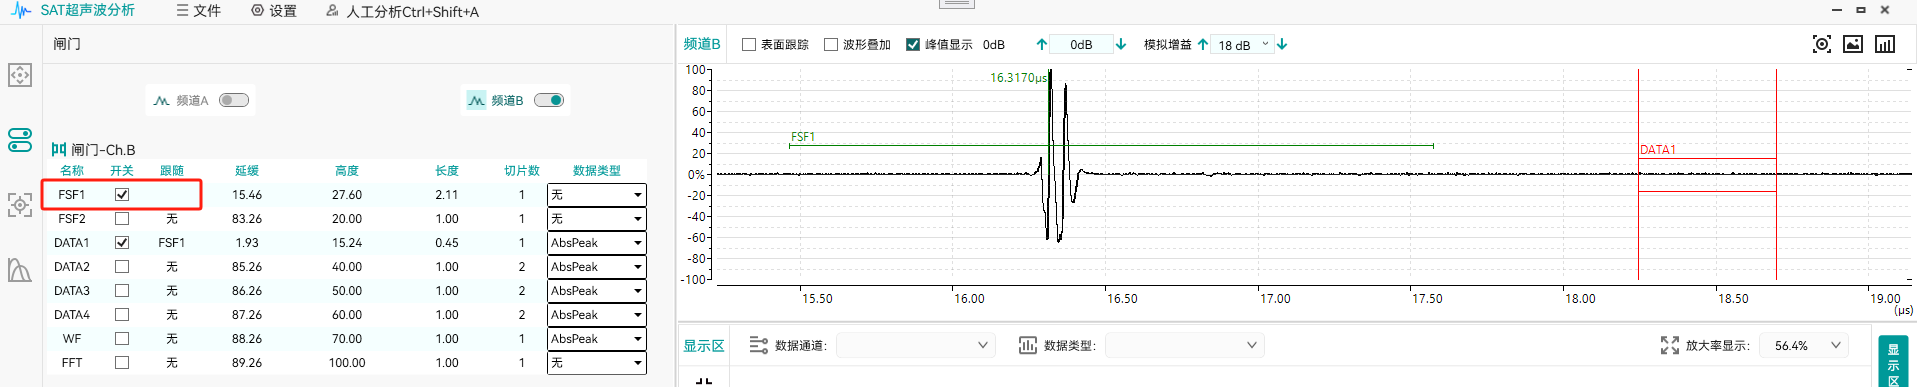 SAT超声波分析 文件 设置 人工分析Ctrl+Shift+A
闸门
频道A 频道B
闸门-Ch.B
名称 开关 跟随 延缓 高度 长度 切片数 数据类型
FSF1 15.46 27.60 2.11 1 无
FSF2 无 83.26 20.00 1.00 1 无
DATA1 FSF1 1.93 15.24 0.45 1 AbsPeak
DATA2 无 85.26 40.00 1.00 2 AbsPeak
DATA3 无 86.26 50.00 1.00 2 AbsPeak
DATA4 无 87.26 60.00 1.00 2 AbsPeak
WF 无 88.26 70.00 1.00 1 AbsPeak
FFT 无 89.26 100.00 1.00 1 无
频道B 表面跟踪 波形叠加 峰值显示 0dB 0dB 模拟增益 18 dB
100
80
60
40
20
0%
-20
-40
-60
-80
-100
16.3170μs
FSF1
DATA1
15.50 16.00 16.50 17.00 17.50 18.00 18.50 19.00
(μs)
显示区 数据通道: 数据类型: 放大率显示: 56.4%
显
示
区